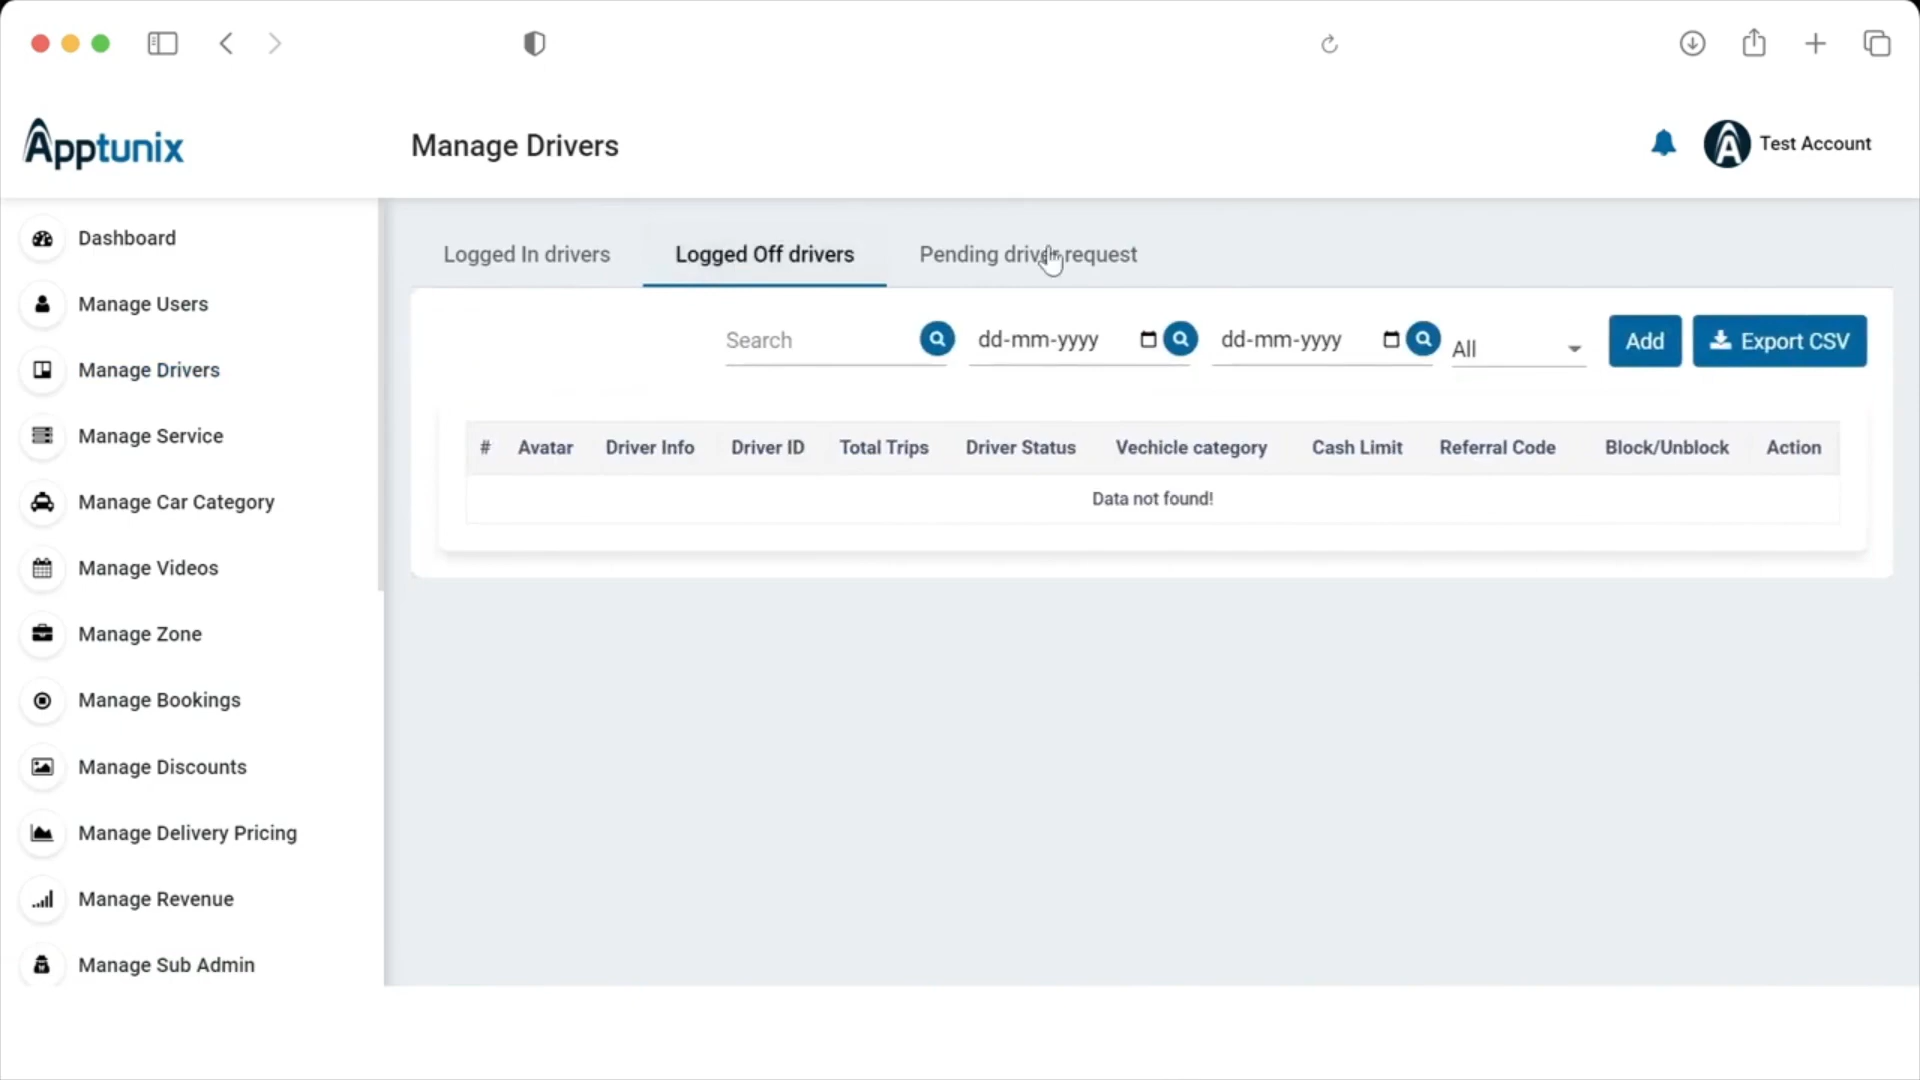 Apptunix
Manage Drivers
Test Account
Dashboard
Manage Users
Manage Drivers
Manage Service
Manage Car Category
Manage Videos
Manage Zone
Manage Bookings
Manage Discounts
Manage Delivery Pricing
Manage Revenue
Manage Sub Admin
Logged In drivers
Logged Off drivers
Pending driver request
Search
dd-mm-yyyy
dd-mm-yyyy
All
Add
Export CSV
# Avatar Driver Info Driver ID Total Trips Driver Status Vechicle category Cash Limit Referral Code Block/Unblock Action
Data not found!